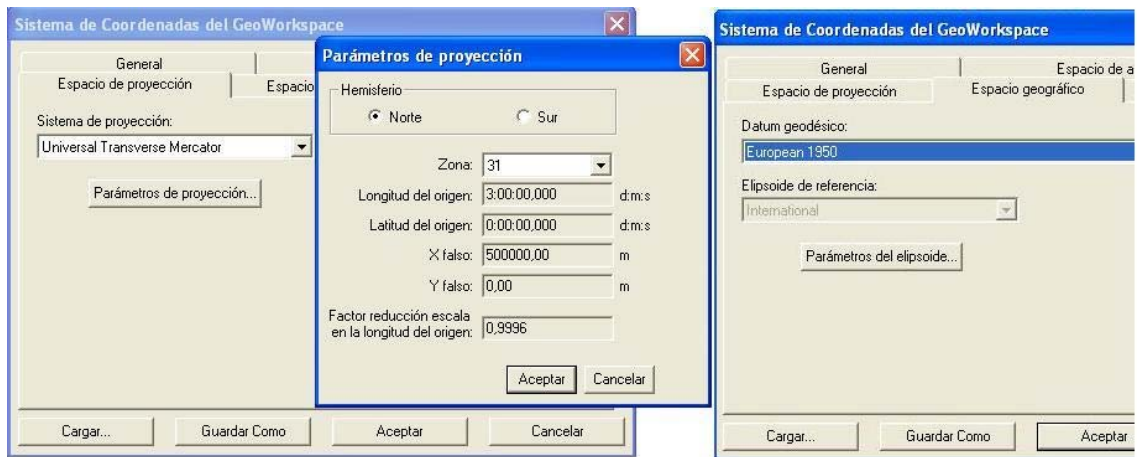 Sistema de Coordenadas del GeoWorkspace
General
Espacio de proyección
Espacio
Sistema de proyección:
Universal Transverse Mercator
Parámetros de proyección...
Cargar...
Guardar Como
Aceptar
Cancelar
Parámetros de proyección
Hemisferio
Norte
Sur
Zona: 31
Longitud del origen: 3:00:00,000 d:m:s
Latitud del origen: 0:00:00,000 d:m:s
X falso: 500000,00 m
Y falso: 0,00 m
Factor reducción escala
en la longitud del origen: 0,9996
Aceptar
Cancelar
Sistema de Coordenadas del GeoWorkspace
General
Espacio de a
Espacio de proyección
Espacio geográfico
Datum geodésico:
European 1950
Elipsoide de referencia:
International
Parámetros del elipsoide...
Cargar...
Guardar Como
Aceptar